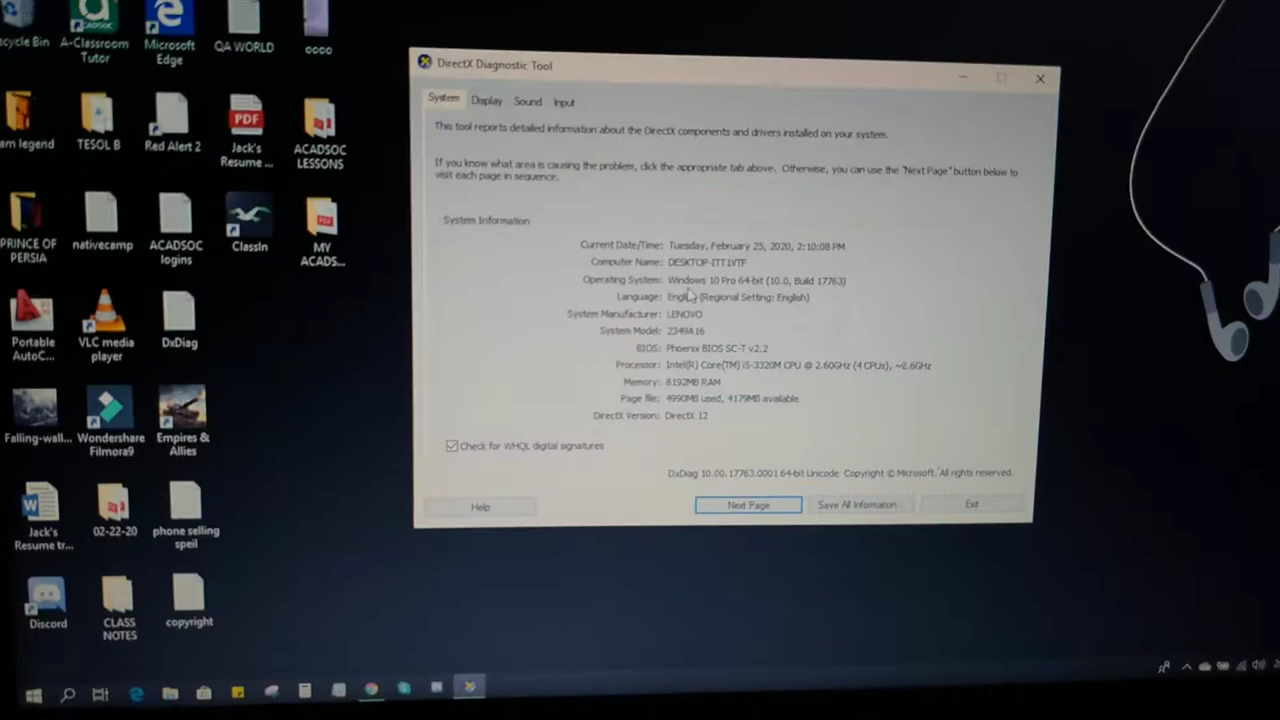 cycle Bin
A-Classroom
Tutor
Microsoft
Edge
QA WORLD
oooo
am legend
TESOL B
Red Alert 2
PDF
Jack's
Resume ...
ACADSOC
LESSONS
PRINCE OF
PERSIA
nativecamp
ACADSOC
logins
ClassIn
MY
ACADS...
Portable
AutoC...
VLC media
player
DxDiag
Falling-wall...
Wondershare
Filmora9
Empires &
Allies
Jack's
Resume tr...
02-22-20
phone selling
speil
Discord
CLASS
NOTES
copyright
DirectX Diagnostic Tool
System Display Sound Input
This tool reports detailed information about the DirectX components and drivers installed on your system.
If you know what area is causing the problem, click the appropriate tab above. Otherwise, you can use the "Next Page" button below to
visit each page in sequence.
System Information
Current Date/Time: Tuesday, February 25, 2020, 2:10:08 PM
Computer Name: DESKTOP-ITT1VTF
Operating System: Windows 10 Pro 64-bit (10.0, Build 17763)
Language: English (Regional Setting: English)
System Manufacturer: LENOVO
System Model: 2349A16
BIOS: Phoenix BIOS SC-T v2.2
Processor: Intel(R) Core(TM) i5-3320M CPU @ 2.60GHz (4 CPUs), ~2.6GHz
Memory: 8192MB RAM
Page file: 4990MB used, 4179MB available
DirectX Version: DirectX 12
Check for WHQL digital signatures
DxDiag 10.00.17763.0001 64-bit Unicode Copyright © Microsoft. All rights reserved.
Help
Next Page
Save All Information...
Exit